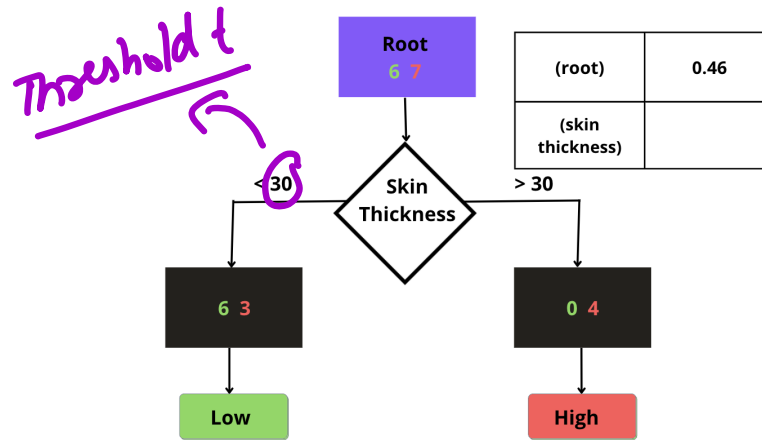 Threshold t
Root
6 7
(root) 0.46
(skin thickness)
< 30
> 30
Skin
Thickness
6 3
0 4
Low
High